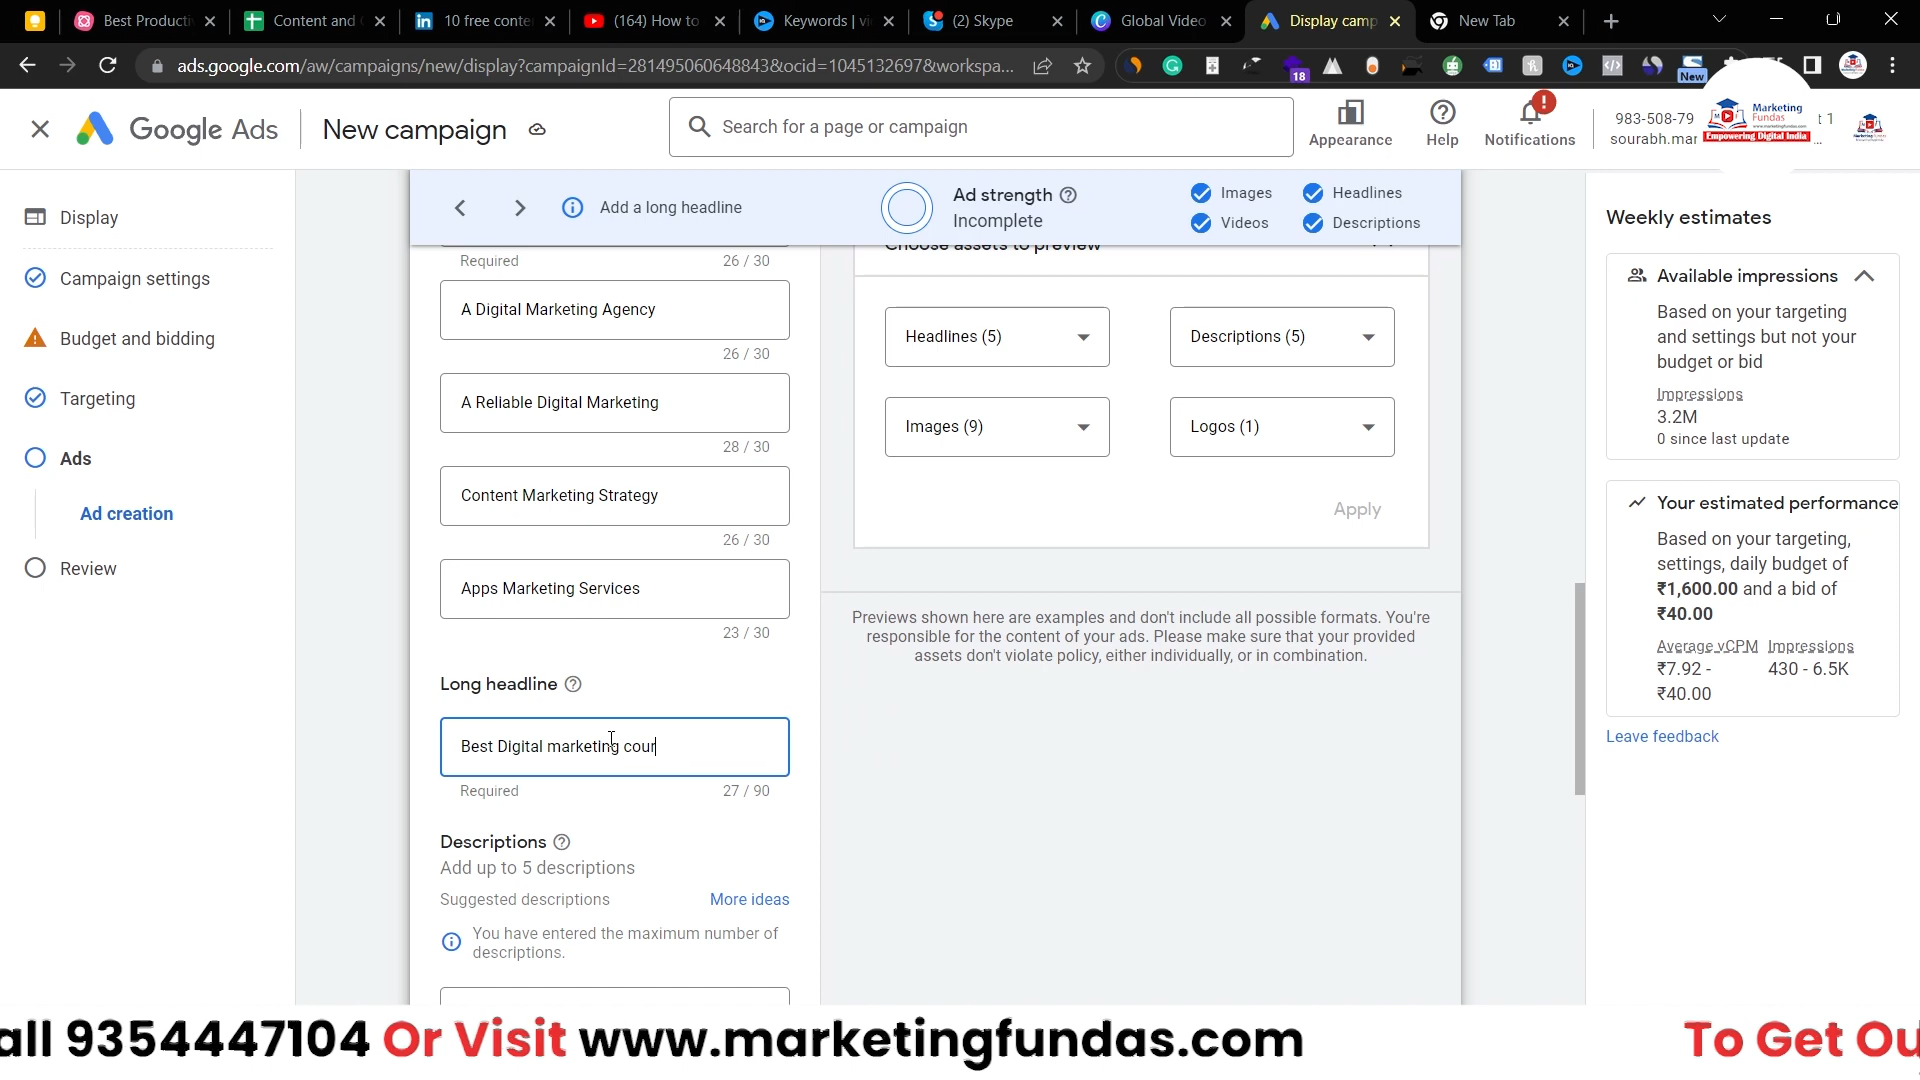 Best Producti
Content and
10 free conte
(164) How to
Keywords | vi
(2) Skype
Global Video
Display camp
New Tab
ads.google.com/aw/campaigns/new/display?campaignId=281495060648843&ocid=1045132697&workspa...
18
New
Google Ads
New campaign
Search for a page or campaign
Appearance
Help
Notifications
983-508-79
sourabh.mar
Marketing
Fundas
Empowering Digital India
Display
Campaign settings
Budget and bidding
Targeting
Ads
Ad creation
Review
Add a long headline
Ad strength
Incomplete
Images
Headlines
Videos
Descriptions
Required
26 / 30
A Digital Marketing Agency
26 / 30
A Reliable Digital Marketing
28 / 30
Content Marketing Strategy
26 / 30
Apps Marketing Services
23 / 30
Long headline
Best Digital marketing cour
Required
27 / 90
Descriptions
Add up to 5 descriptions
Suggested descriptions
More ideas
You have entered the maximum number of
descriptions.
Choose assets to preview
Headlines (5)
Descriptions (5)
Images (9)
Logos (1)
Apply
Previews shown here are examples and don't include all possible formats. You're
responsible for the content of your ads. Please make sure that your provided
assets don't violate policy, either individually, or in combination.
Weekly estimates
Available impressions
Based on your targeting
and settings but not your
budget or bid
Impressions
3.2M
0 since last update
Your estimated performance
Based on your targeting,
settings, daily budget of
₹1,600.00 and a bid of
₹40.00
Average vCPM
Impressions
₹7.92 -
₹40.00
430 - 6.5K
Leave feedback
all 9354447104 Or Visit www.marketingfundas.com
To Get Ou